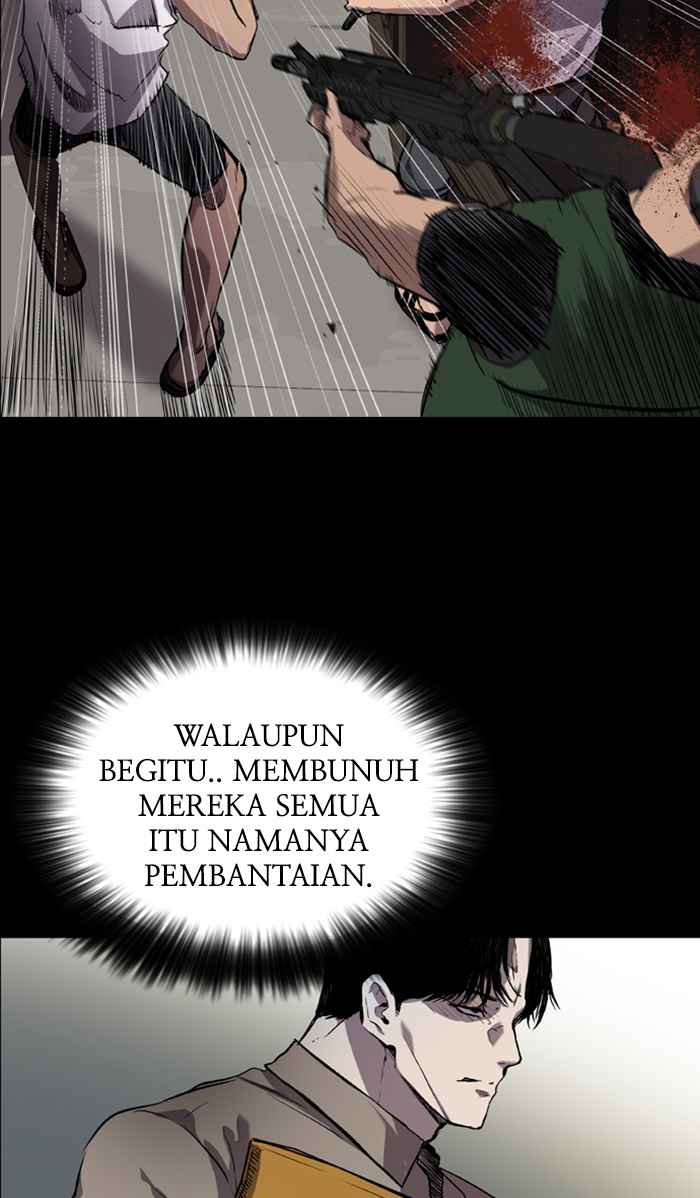 WALAUPUN
BEGITU.. MEMBUNUH
MEREKA SEMUA
ITU NAMANYA
PEMBANTAIAN.